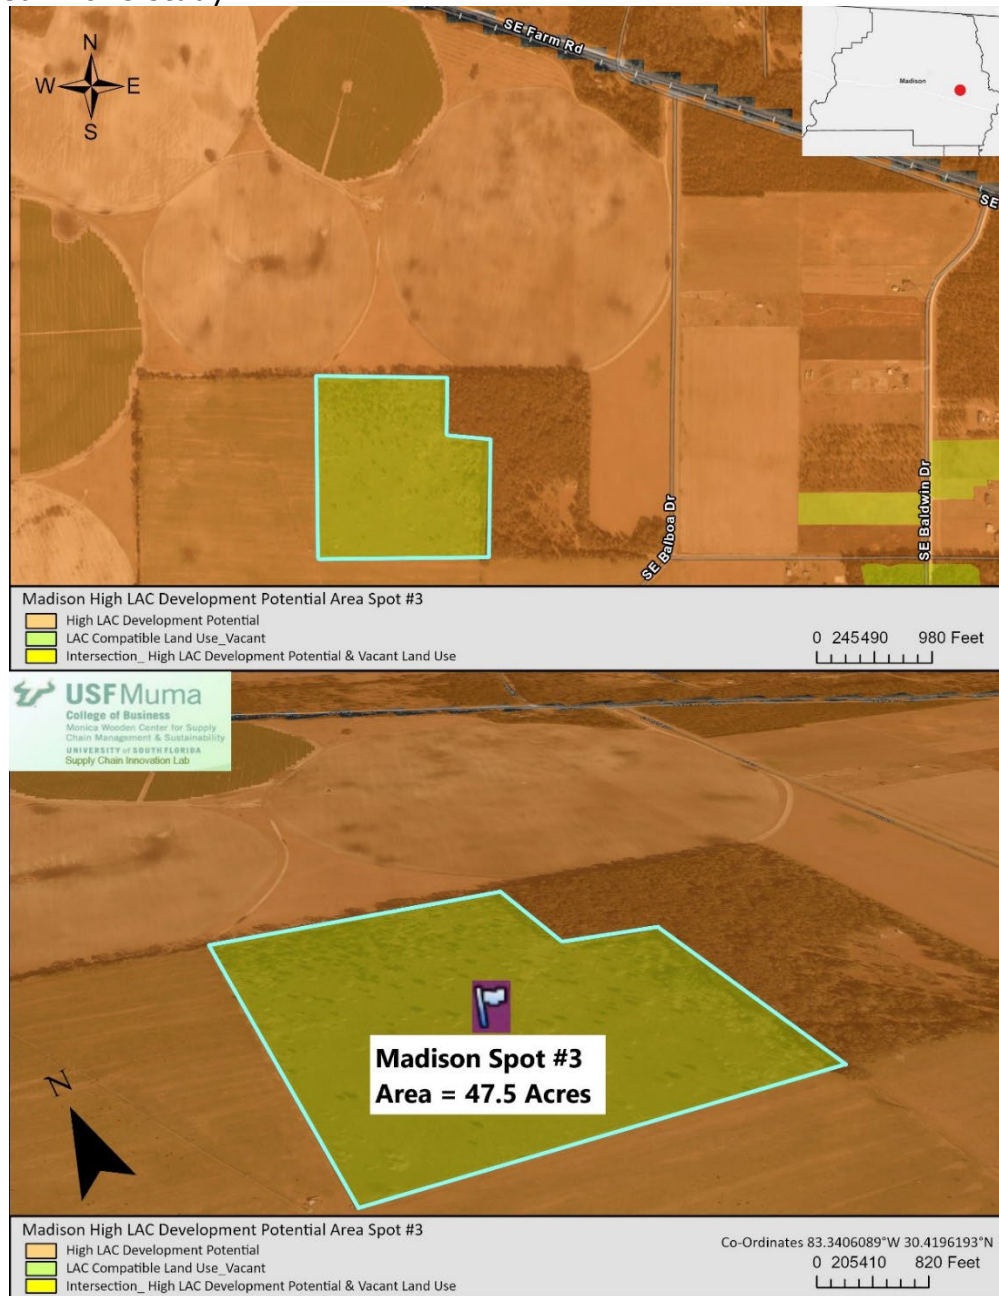 SE Farm Rd
N
W E
S
Madison
SE
SE Balboa Dr
SE Baldwin Dr
Madison High LAC Development Potential Area Spot #3
High LAC Development Potential
LAC Compatible Land Use_Vacant
Intersection_ High LAC Development Potential & Vacant Land Use
0 245490 980 Feet
USF Muma
College of Business
Monica Wooden Center for Supply
Chain Management & Sustainability
UNIVERSITY of SOUTH FLORIDA
Supply Chain Innovation Lab
Madison Spot #3
Area = 47.5 Acres
N
Madison High LAC Development Potential Area Spot #3
High LAC Development Potential
LAC Compatible Land Use_Vacant
Intersection_ High LAC Development Potential & Vacant Land Use
Co-Ordinates 83.3406089°W 30.4196193°N
0 205410 820 Feet